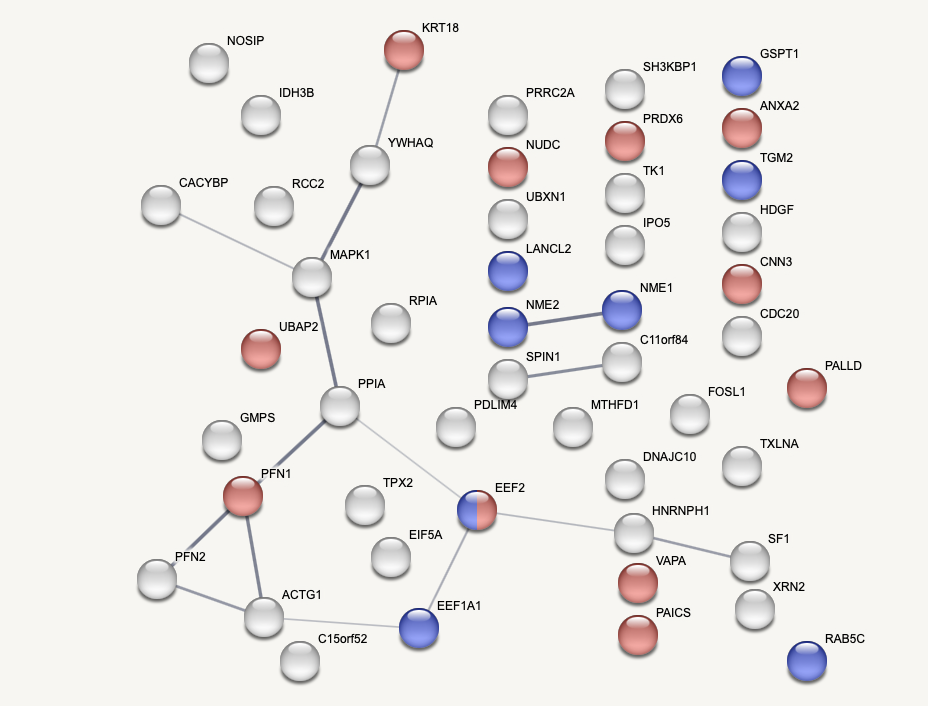 KRT18
NOSIP
GSPT1
SH3KBP1
IDH3B
PRRC2A
ANXA2
PRDX6
YWHAQ
NUDC
TGM2
TK1
CACYBP
RCC2
UBXN1
HDGF
IPO5
MAPK1
LANCL2
CNN3
NME1
RPIA
NME2
CDC20
UBAP2
C11orf84
SPIN1
PALLD
PPIA
FOSL1
PDLIM4
MTHFD1
GMPS
TXLNA
DNAJC10
PFN1
TPX2
EEF2
HNRNPH1
EIF5A
SF1
PFN2
VAPA
XRN2
ACTG1
EEF1A1
PAICS
C15orf52
RAB5C